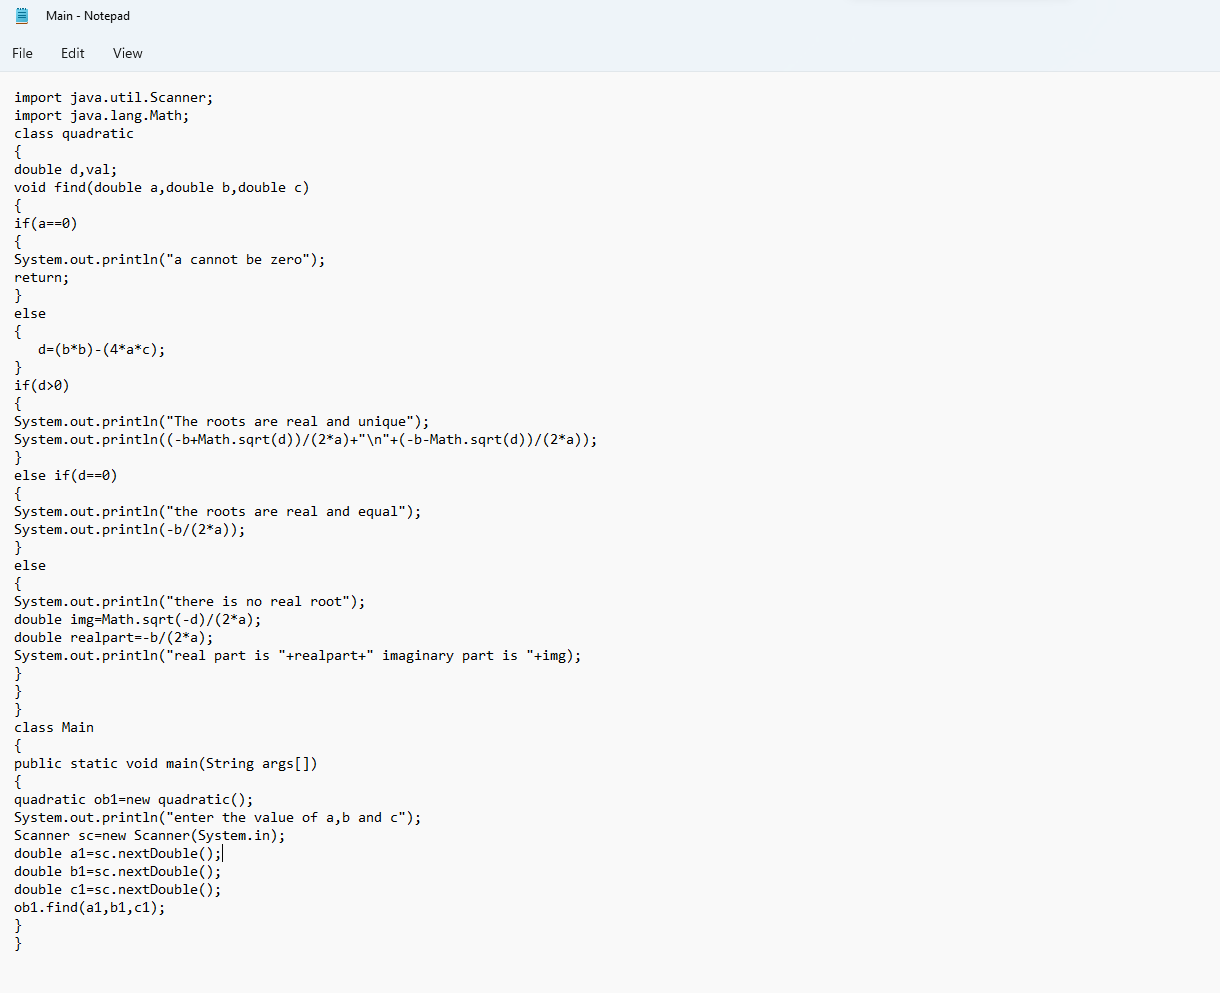 Main - Notepad
File Edit View
import java.util.Scanner;
import java.lang.Math;
class quadratic
{
double d,val;
void find(double a,double b,double c)
{
if(a==0)
{
System.out.println("a cannot be zero");
return;
}
else
{
   d=(b*b)-(4*a*c);
}
if(d>0)
{
System.out.println("The roots are real and unique");
System.out.println((-b+Math.sqrt(d))/(2*a)+"\n"+(-b-Math.sqrt(d))/(2*a));
}
else if(d==0)
{
System.out.println("the roots are real and equal");
System.out.println(-b/(2*a));
}
else
{
System.out.println("there is no real root");
double img=Math.sqrt(-d)/(2*a);
double realpart=-b/(2*a);
System.out.println("real part is "+realpart+" imaginary part is "+img);
}
}
}
class Main
{
public static void main(String args[])
{
quadratic ob1=new quadratic();
System.out.println("enter the value of a,b and c");
Scanner sc=new Scanner(System.in);
double a1=sc.nextDouble();
double b1=sc.nextDouble();
double c1=sc.nextDouble();
ob1.find(a1,b1,c1);
}
}